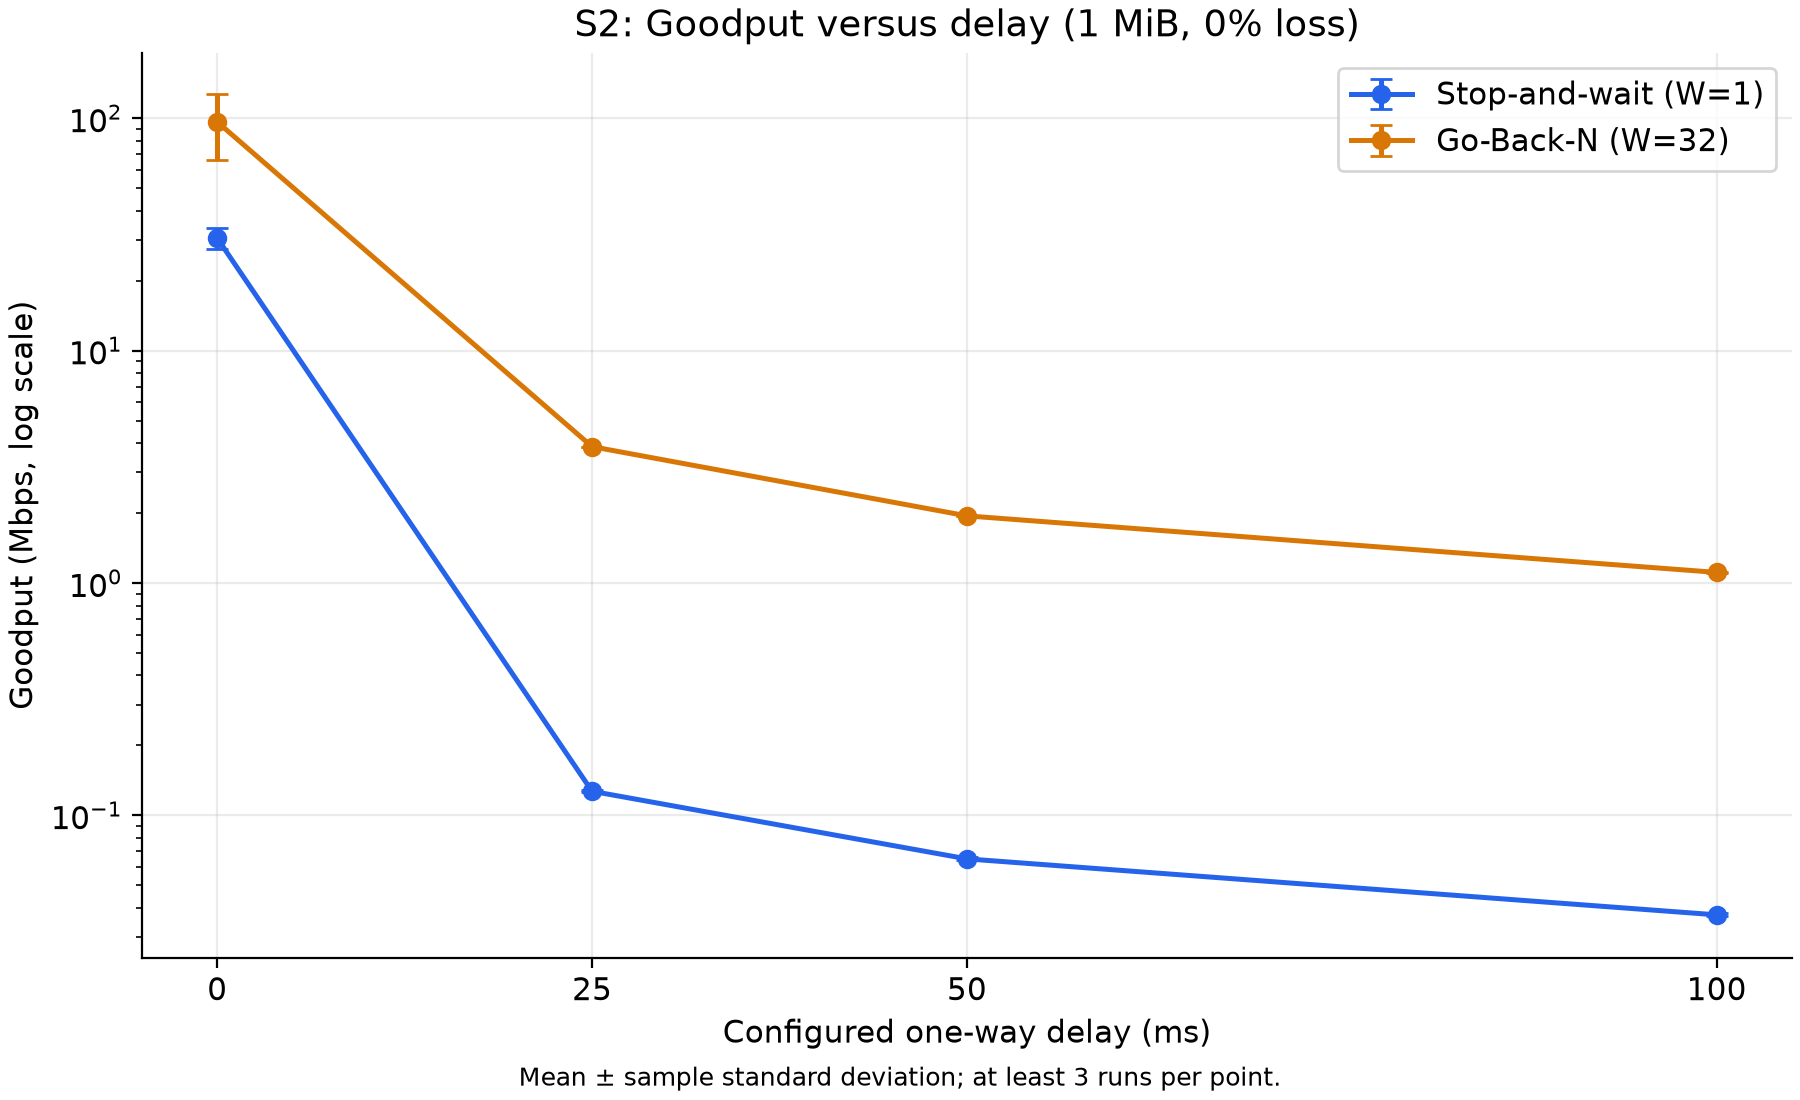 S2: Goodput versus delay (1 MiB, 0% loss)
Stop-and-wait (W=1)
Go-Back-N (W=32)
Goodput (Mbps, log scale)
10²
10¹
10⁰
10⁻¹
0 25 50 100
Configured one-way delay (ms)
Mean ± sample standard deviation; at least 3 runs per point.